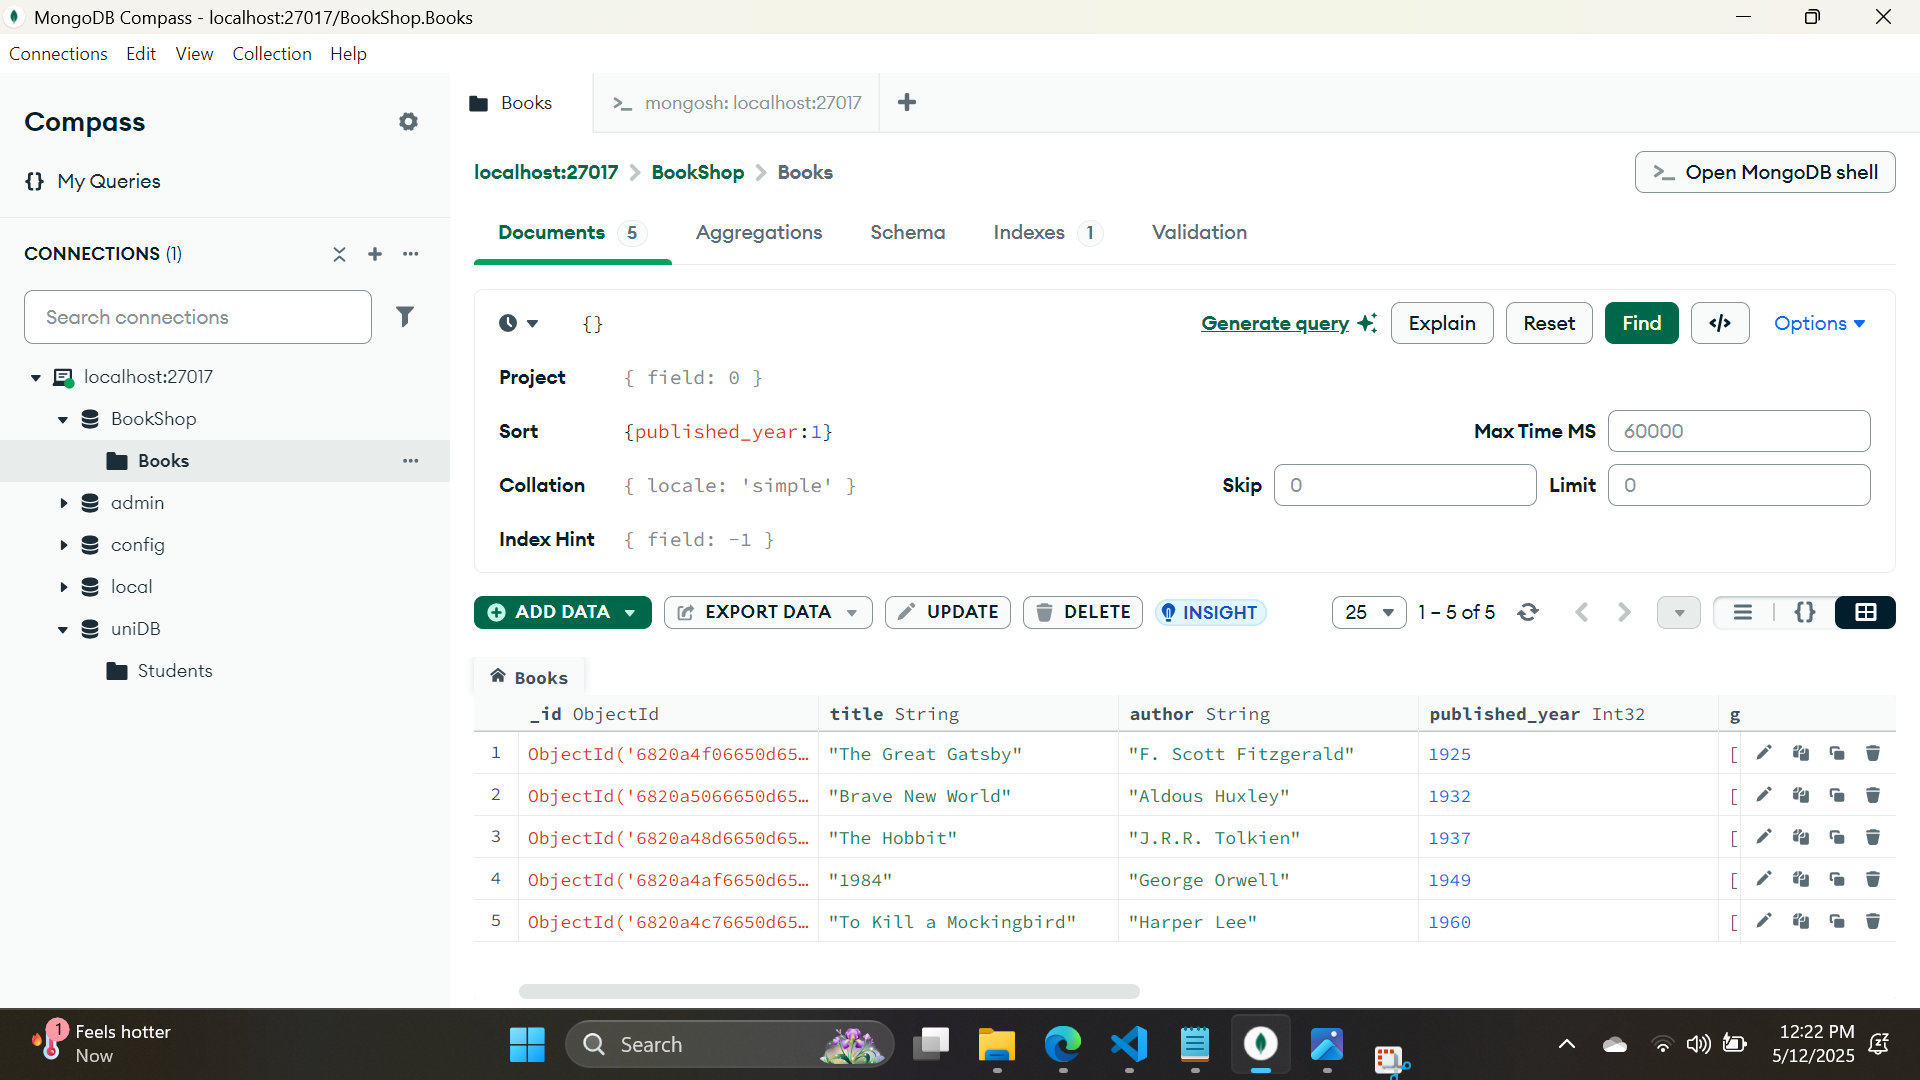 MongoDB Compass - localhost:27017/BookShop.Books
Connections Edit View Collection Help
Compass
{} My Queries
CONNECTIONS (1)
Search connections
localhost:27017
BookShop
Books
admin
config
local
uniDB
Students
Books
>_ mongosh: localhost:27017
localhost:27017 > BookShop > Books
>_ Open MongoDB shell
Documents 5 Aggregations Schema Indexes 1 Validation
{} Generate query Explain Reset Find </> Options
Project { field: 0 }
Sort {published_year:1} Max Time MS 60000
Collation { locale: 'simple' } Skip 0 Limit 0
Index Hint { field: -1 }
ADD DATA EXPORT DATA UPDATE DELETE INSIGHT 25 1 – 5 of 5 {}
Books
_id ObjectId title String author String published_year Int32 g
1 ObjectId('6820a4f06650d65… "The Great Gatsby" "F. Scott Fitzgerald" 1925 [
2 ObjectId('6820a5066650d65… "Brave New World" "Aldous Huxley" 1932 [
3 ObjectId('6820a48d6650d65… "The Hobbit" "J.R.R. Tolkien" 1937 [
4 ObjectId('6820a4af6650d65… "1984" "George Orwell" 1949 [
5 ObjectId('6820a4c76650d65… "To Kill a Mockingbird" "Harper Lee" 1960 [
1
Feels hotter
Now
Search
12:22 PM
5/12/2025